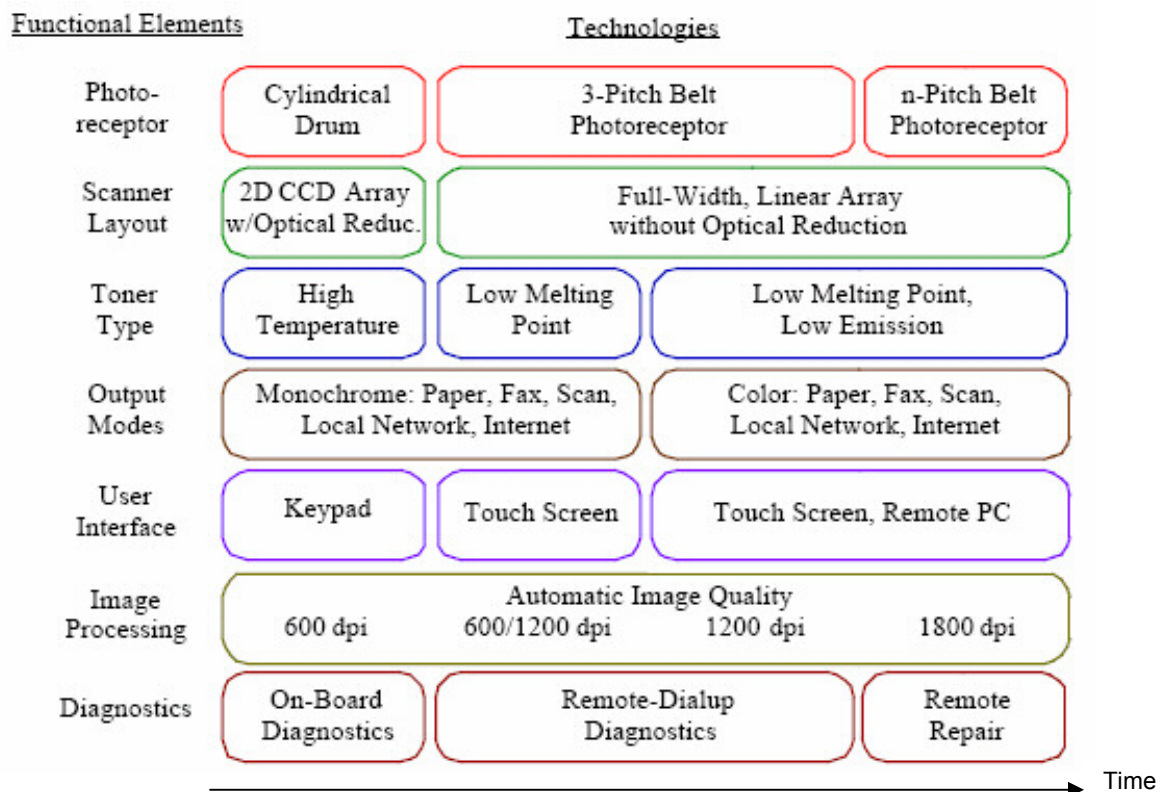 Functional Elements
Technologies
Photo-
receptor
Cylindrical
Drum
3-Pitch Belt
Photoreceptor
n-Pitch Belt
Photoreceptor
Scanner
Layout
2D CCD Array
w/Optical Reduc.
Full-Width, Linear Array
without Optical Reduction
Toner
Type
High
Temperature
Low Melting
Point
Low Melting Point,
Low Emission
Output
Modes
Monochrome: Paper, Fax, Scan,
Local Network, Internet
Color: Paper, Fax, Scan,
Local Network, Internet
User
Interface
Keypad
Touch Screen
Touch Screen, Remote PC
Image
Processing
Automatic Image Quality
600 dpi 600/1200 dpi 1200 dpi 1800 dpi
Diagnostics
On-Board
Diagnostics
Remote-Dialup
Diagnostics
Remote
Repair
Time